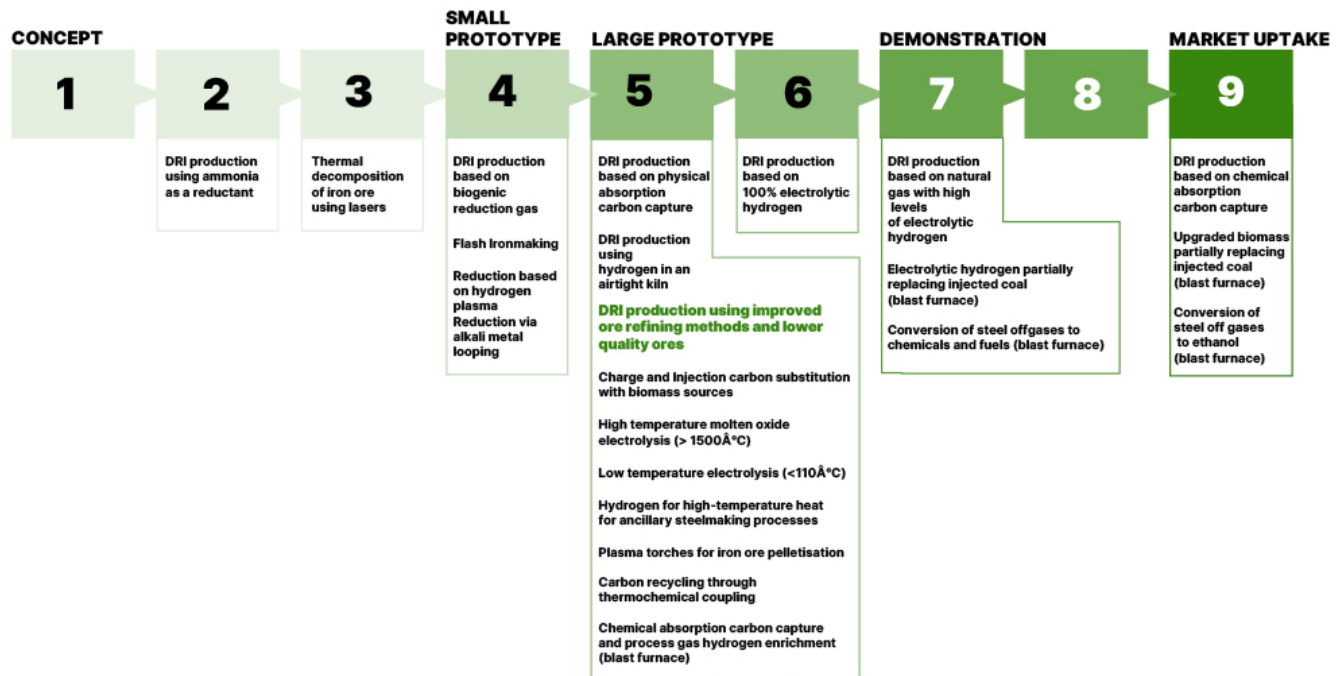 CONCEPT
SMALL
PROTOTYPE
LARGE PROTOTYPE
DEMONSTRATION
MARKET UPTAKE
1
2
3
4
5
6
7
8
9
DRI production
using ammonia
as a reductant
Thermal
decomposition
of iron ore
using lasers
DRI production
based on
biogenic
reduction gas
Flash Ironmaking
Reduction based
on hydrogen
plasma
Reduction via
alkali metal
looping
DRI production
based on physical
absorption
carbon capture
DRI production
using
hydrogen in an
airtight kiln
DRI production using improved
ore refining methods and lower
quality ores
Charge and Injection carbon substitution
with biomass sources
High temperature molten oxide
electrolysis (> 1500Â°C)
Low temperature electrolysis (<110Â°C)
Hydrogen for high-temperature heat
for ancillary steelmaking processes
Plasma torches for iron ore pelletisation
Carbon recycling through
thermochemical coupling
Chemical absorption carbon capture
and process gas hydrogen enrichment
(blast furnace)
DRI production
based on
100% electrolytic
hydrogen
DRI production
based on natural
gas with high
levels
of electrolytic
hydrogen
Electrolytic hydrogen partially
replacing injected coal
(blast furnace)
Conversion of steel offgases to
chemicals and fuels (blast furnace)
DRI production
based on chemical
absorption
carbon capture
Upgraded biomass
partially replacing
injected coal
(blast furnace)
Conversion of
steel off gases
to ethanol
(blast furnace)